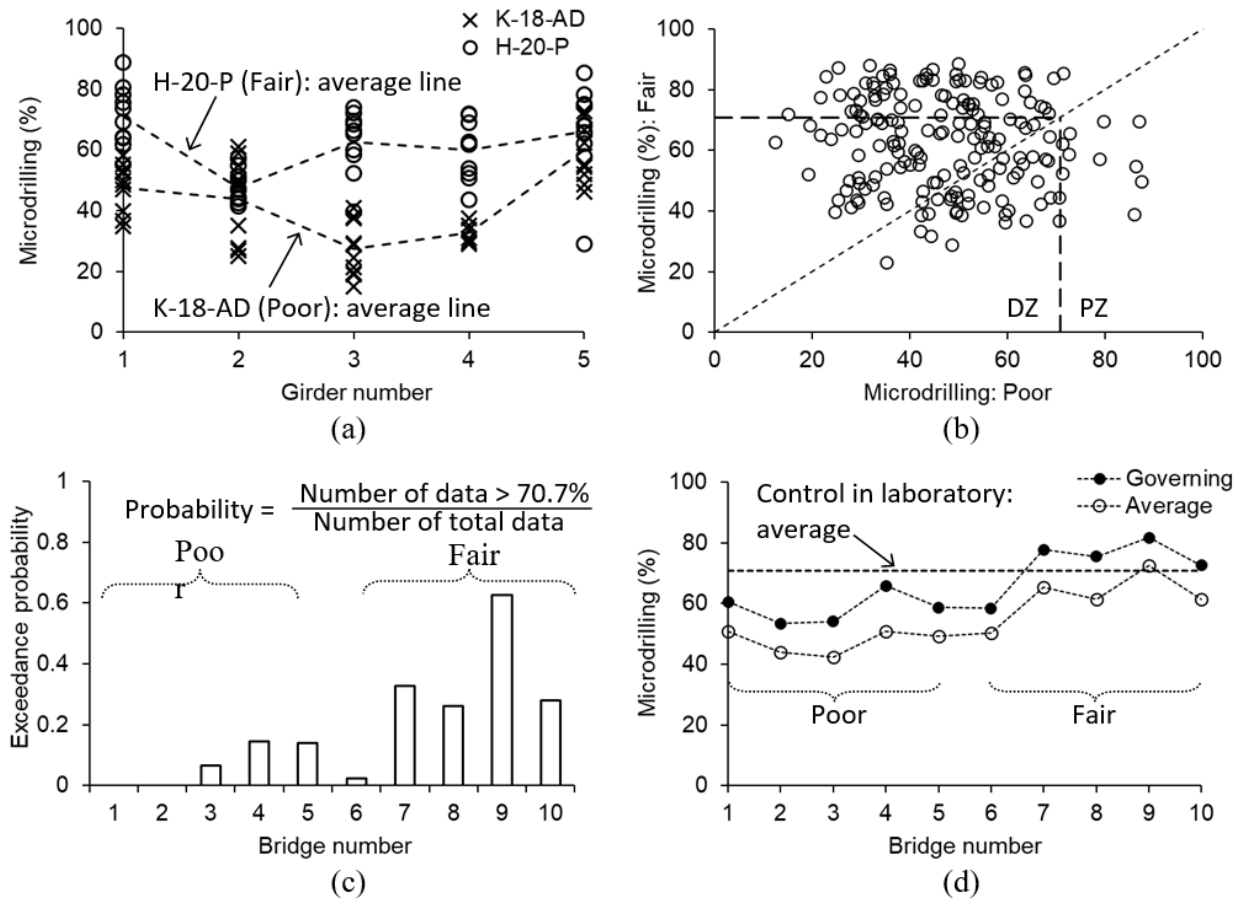 100
80
60
40
20
0
Microdrilling (%)
K-18-AD
H-20-P
H-20-P (Fair): average line
K-18-AD (Poor): average line
1 2 3 4 5
Girder number
(a)
100
80
60
40
20
0
Microdrilling (%): Fair
DZ PZ
0 20 40 60 80 100
Microdrilling: Poor
(b)
1
0.8
0.6
0.4
0.2
0
Exceedance probability
Probability = Number of data > 70.7%
Number of total data
Poo
r
Fair
1 2 3 4 5 6 7 8 9 10
Bridge number
(c)
100
80
60
40
20
0
Microdrilling (%)
Governing
Average
Control in laboratory:
average
Poor Fair
1 2 3 4 5 6 7 8 9 10
Bridge number
(d)